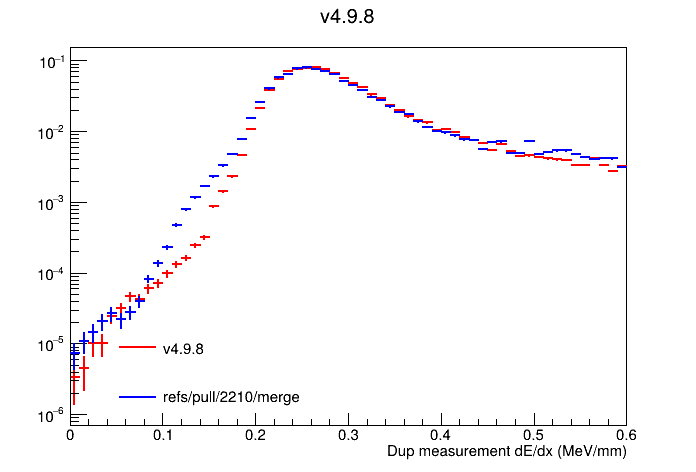 v4.9.8
10⁻¹
10⁻²
10⁻³
10⁻⁴
10⁻⁵
10⁻⁶
v4.9.8
refs/pull/2210/merge
0 0.1 0.2 0.3 0.4 0.5 0.6
Dup measurement dE/dx (MeV/mm)